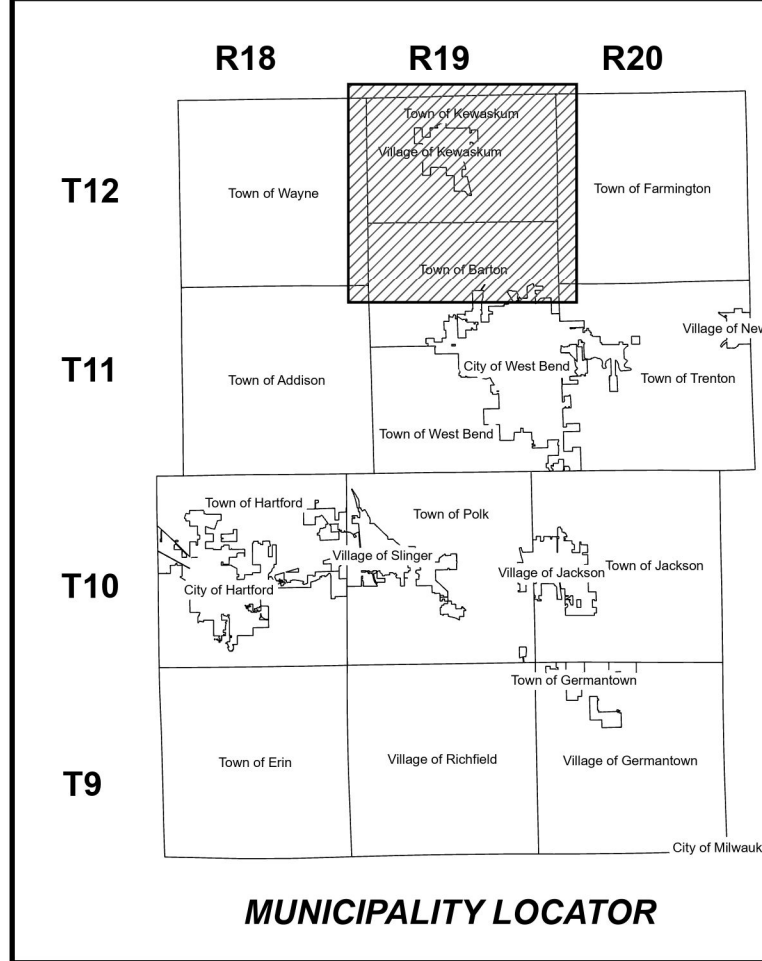 R18 R19 R20
Town of Kewaskum
Village of Kewaskum
T12
Town of Wayne
Town of Farmington
Town of Barton
Village of New
T11
City of West Bend
Town of Addison
Town of Trenton
Town of West Bend
Town of Hartford
Town of Polk
Village of Slinger
Town of Jackson
Village of Jackson
T10
City of Hartford
Town of Germantown
Town of Erin
Village of Richfield
Village of Germantown
T9
City of Milwauk
MUNICIPALITY LOCATOR